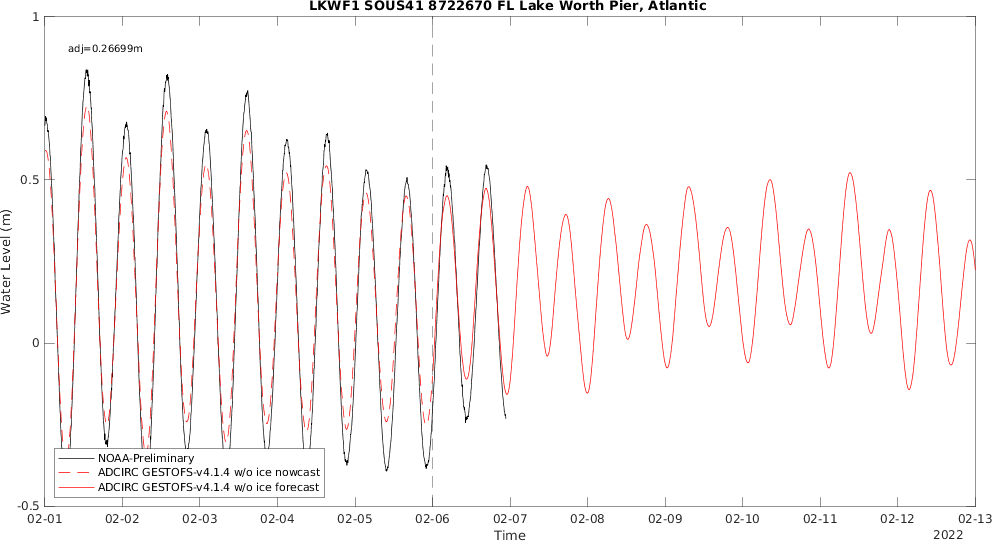 LKWF1 SOUS41 8722670 FL Lake Worth Pier, Atlantic
1
adj=0.26699m
0.5
Water Level (m)
0
NOAA-Preliminary
ADCIRC GESTOFS-v4.1.4 w/o ice nowcast
ADCIRC GESTOFS-v4.1.4 w/o ice forecast
-0.5
02-01 02-02 02-03 02-04 02-05 02-06 02-07 02-08 02-09 02-10 02-11 02-12 02-13
Time
2022